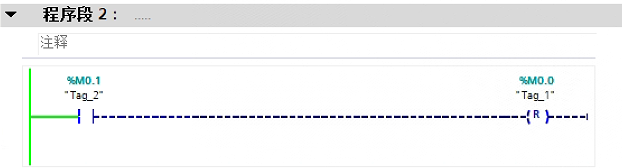 程序段 2： .....
注释
%M0.1 %M0.0
"Tag_2" "Tag_1"
R